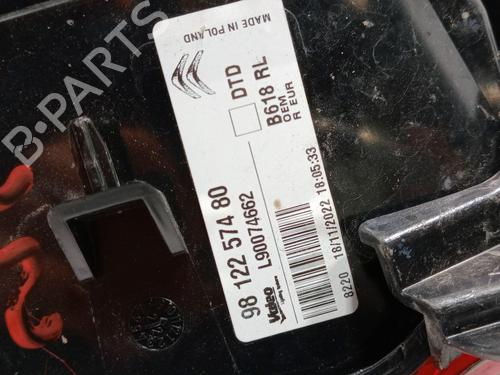 B-PARTS
MADE IN POLAND
DTD
B618 RL
OEM
R EUR
98 122 574 80
L90074662
Valeo
8220 18/11/2022 18:05:33